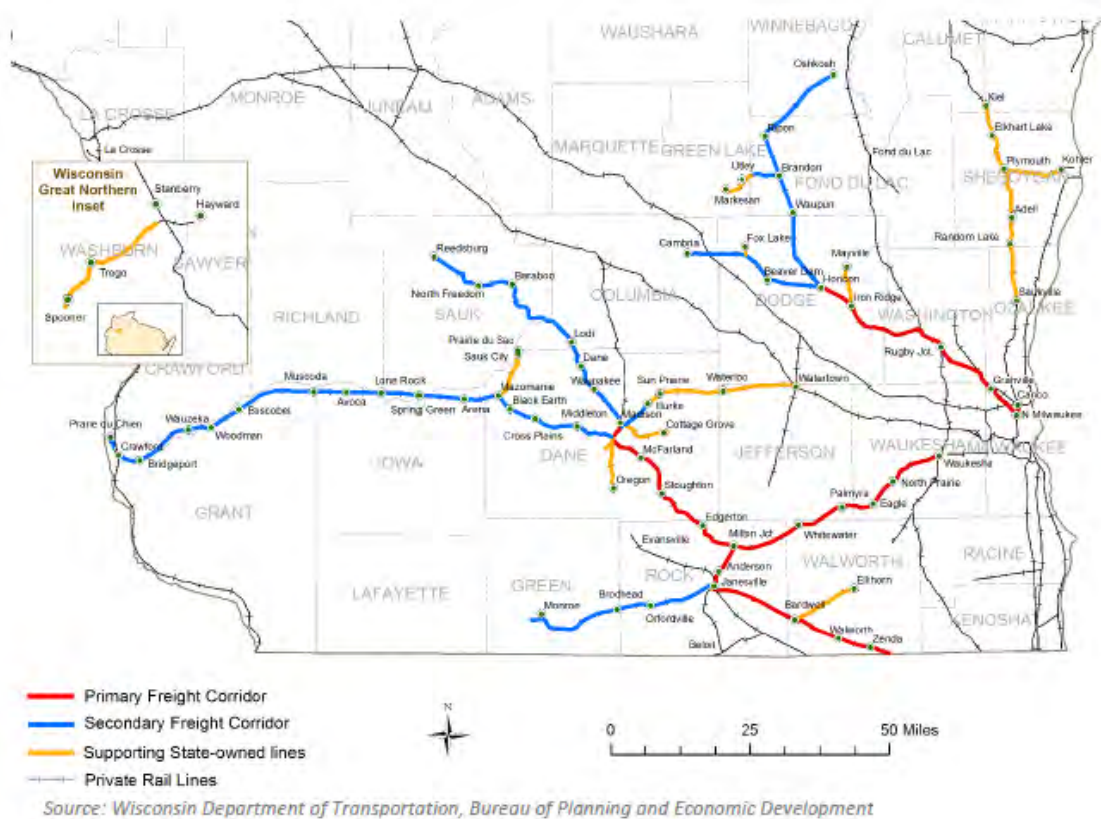 WAUSHARA
WINNEBAGO
CALUMET
Oshkosh
MONROE
JUNEAU
ADAMS
LA CROSSE
La Crosse
MARQUETTE
GREEN LAKE
Ripon
Fond du Lac
FOND DU LAC
Utley
Brandon
Markesan
Waupun
Kiel
Elkhart Lake
Plymouth
Kohler
SHEBOYGAN
Adell
Random Lake
Saukville
OZAUKEE
Wisconsin
Great Northern
Inset
Stanberry
Hayward
WASHBURN
SAWYER
Trogo
Spooner
Cambria
Fox Lake
Mayville
Beaver Dam
Horicon
DODGE
Iron Ridge
WASHINGTON
Rugby Jct.
Reedsburg
Baraboo
North Freedom
SAUK
COLUMBIA
RICHLAND
Lodi
Dane
Waunakee
Prairie du Sac
Sauk City
Sun Prairie
Waterloo
Watertown
Granville
Canco
N Milwaukee
CRAWFORD
Muscoda
Avoca
Lone Rock
Spring Green
Arena
Mazomanie
Black Earth
Cross Plains
Middleton
Madison
Burke
Cottage Grove
DANE
McFarland
JEFFERSON
WAUKESHA
MILWAUKEE
Waukesha
Prarie du Chien
Crawford
Bridgeport
Wauzeka
Woodman
Boscobel
IOWA
GRANT
Oregon
Stoughton
Edgerton
Evansville
Milton Jct
Whitewater
Palmyra
Eagle
North Prairie
RACINE
WALWORTH
Anderson
ROCK
Janesville
LAFAYETTE
GREEN
Monroe
Brodhead
Orfordville
Bardwell
Elkhorn
Walworth
Zenda
Beloit
KENOSHA
Primary Freight Corridor
Secondary Freight Corridor
Supporting State-owned lines
Private Rail Lines
N
0 25 50 Miles
Source: Wisconsin Department of Transportation, Bureau of Planning and Economic Development